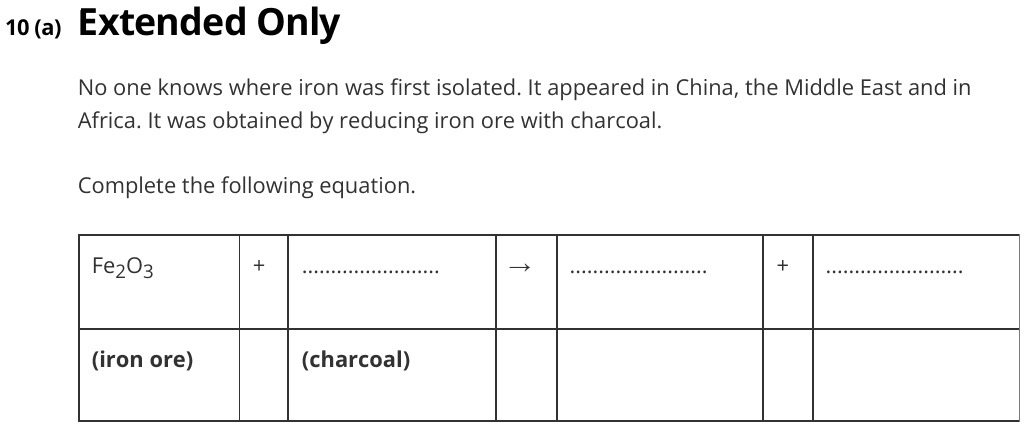 10 (a) Extended Only
No one knows where iron was first isolated. It appeared in China, the Middle East and in
Africa. It was obtained by reducing iron ore with charcoal.
Complete the following equation.
Fe₂O₃ + ........................ → ........................ + ........................
(iron ore) (charcoal)